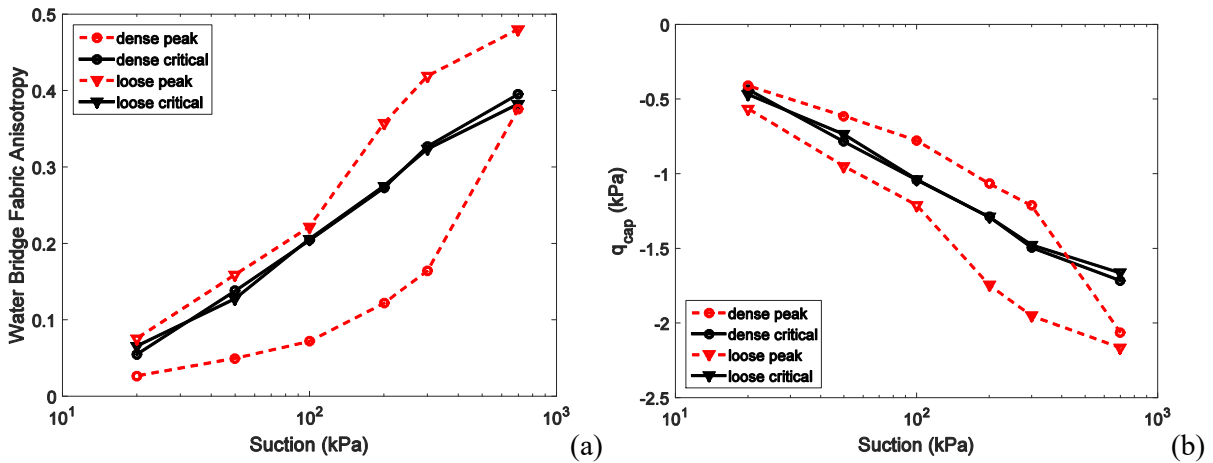 0.5
0.4
0.3
0.2
0.1
0
Water Bridge Fabric Anisotropy
dense peak
dense critical
loose peak
loose critical
10^1
10^2
10^3
Suction (kPa)
(a)
0
-0.5
-1
-1.5
-2
-2.5
q_cap (kPa)
dense peak
dense critical
loose peak
loose critical
10^1
10^2
10^3
Suction (kPa)
(b)